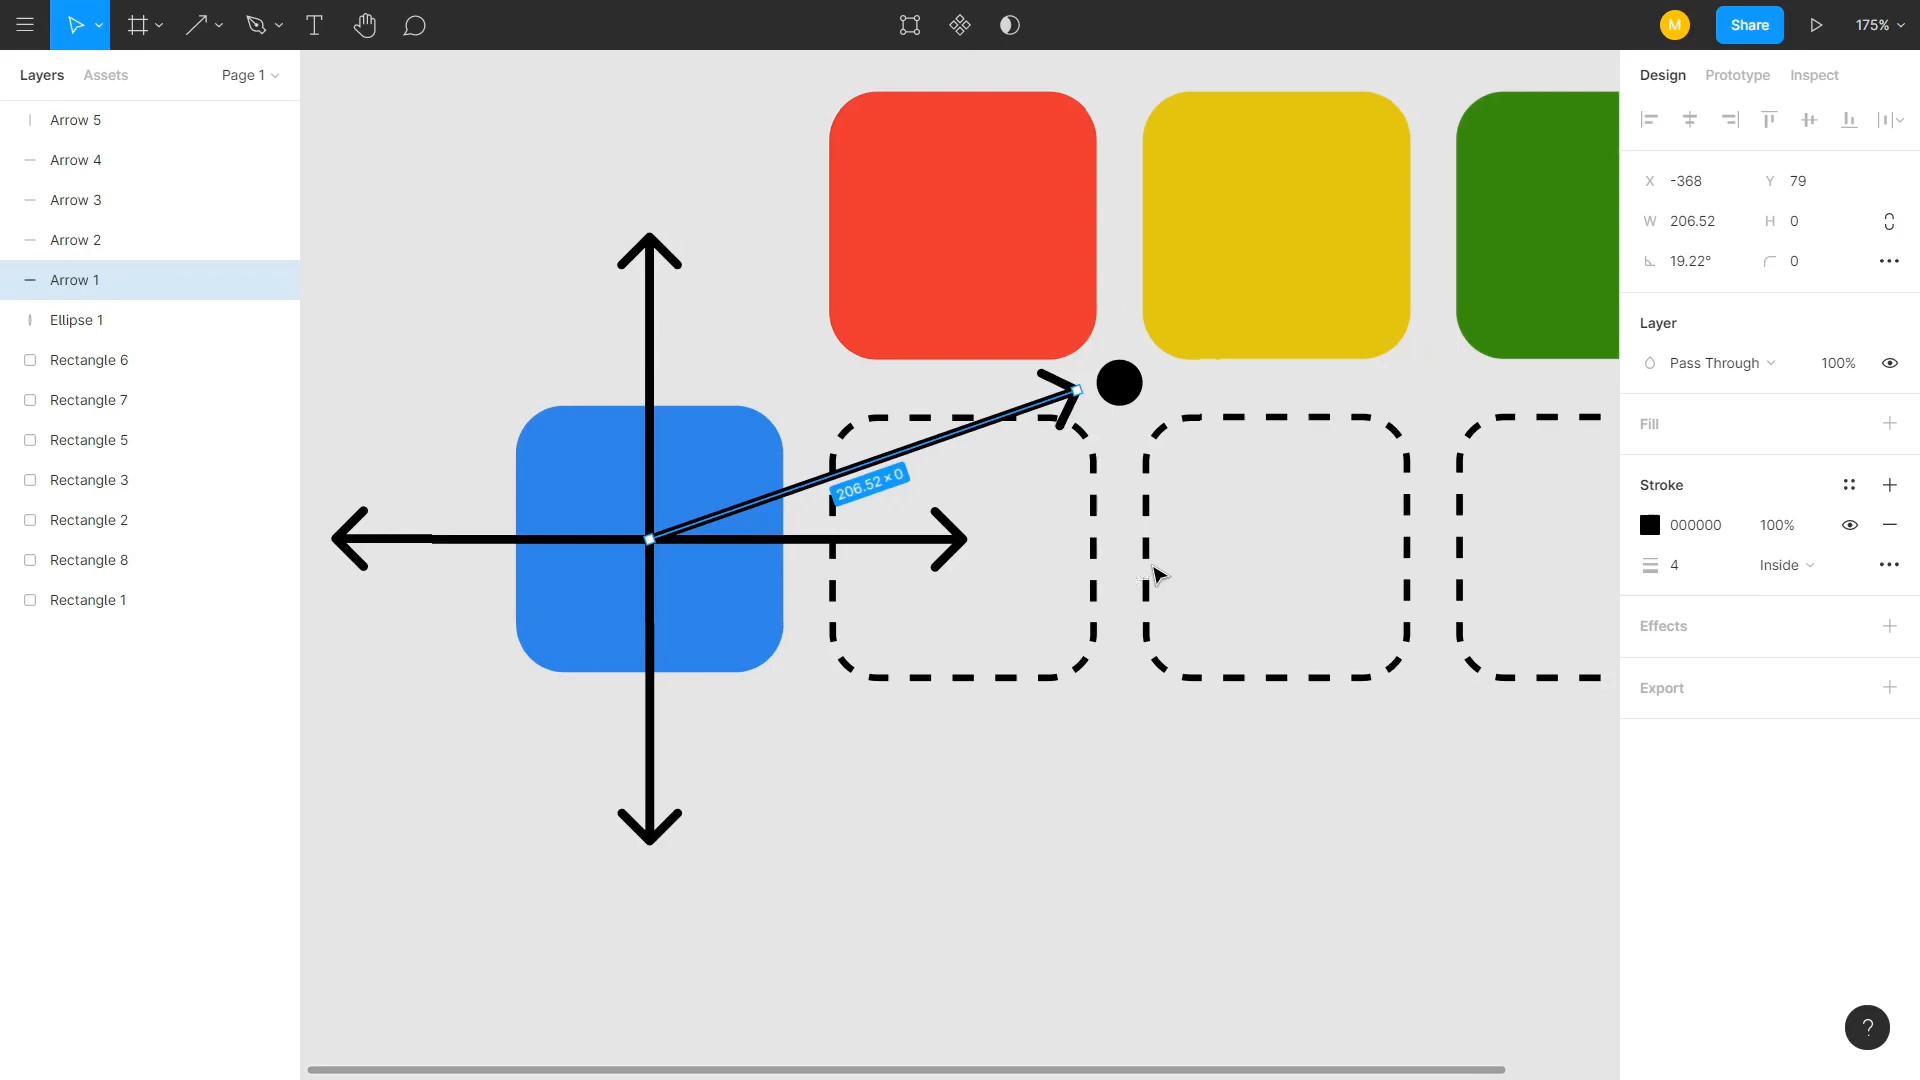 M
Share
175%
Layers
Assets
Page 1
Arrow 5
Arrow 4
Arrow 3
Arrow 2
Arrow 1
Ellipse 1
Rectangle 6
Rectangle 7
Rectangle 5
Rectangle 3
Rectangle 2
Rectangle 8
Rectangle 1
206.52 × 0
Design
Prototype
Inspect
X -368 Y 79
W 206.52 H 0
19.22° 0
Layer
Pass Through 100%
Fill
Stroke
000000 100%
4 Inside
Effects
Export
?